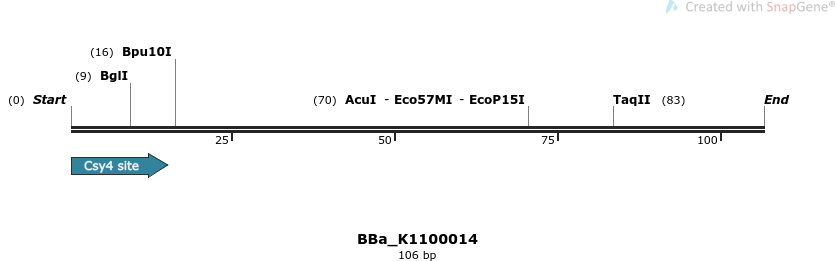 Created with SnapGene®
(16) Bpu10I
(9) BglI
(0) Start
(70) AcuI - Eco57MI - EcoP15I
TaqII (83)
End
25
50
75
100
Csy4 site
BBa_K1100014
106 bp